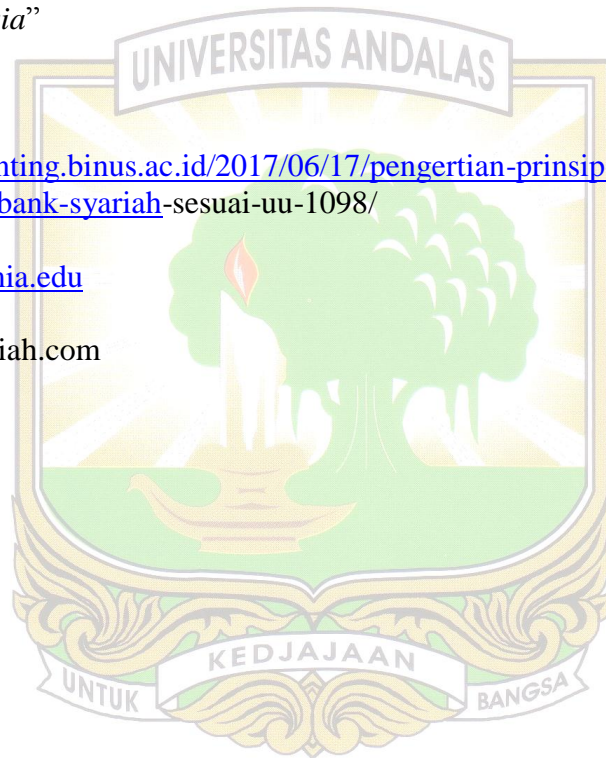 ia”
UNIVERSITAS ANDALAS
nting.binus.ac.id/2017/06/17/pengertian-prinsip
bank-syariah-sesuai-uu-1098/
nia.edu
iah.com
KEDJAJAAN
UNTUK
BANGSA